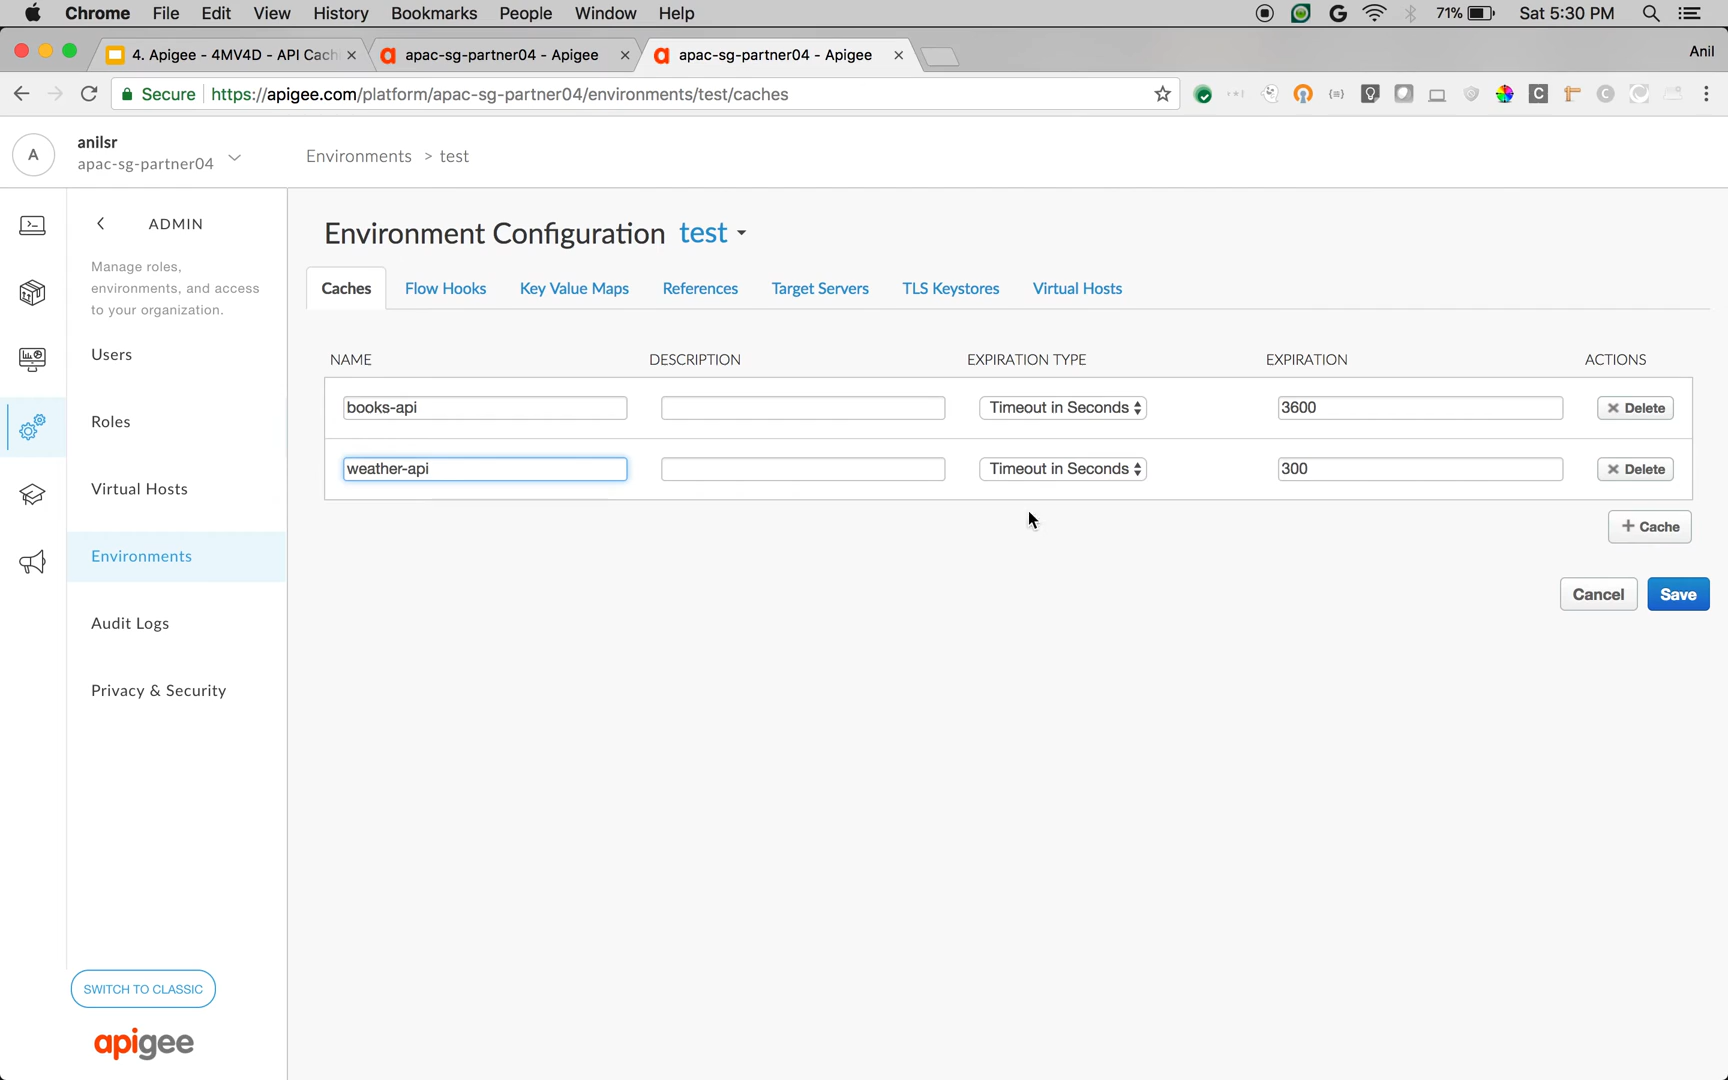 Chrome File Edit View History Bookmarks People Window Help 71% Sat 5:30 PM
4. Apigee - 4MV4D - API Cach apac-sg-partner04 - Apigee apac-sg-partner04 - Apigee Anil
Secure https://apigee.com/platform/apac-sg-partner04/environments/test/caches
A
anilsr
apac-sg-partner04
Environments > test
ADMIN
Manage roles,
environments, and access
to your organization.
Users
Roles
Virtual Hosts
Environments
Audit Logs
Privacy & Security
SWITCH TO CLASSIC
apigee
Environment Configuration test
Caches Flow Hooks Key Value Maps References Target Servers TLS Keystores Virtual Hosts
NAME DESCRIPTION EXPIRATION TYPE EXPIRATION ACTIONS
books-api Timeout in Seconds 3600 Delete
weather-api Timeout in Seconds 300 Delete
+ Cache
Cancel Save